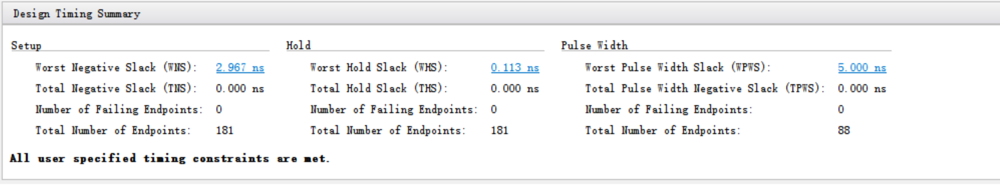 Design Timing Summary
Setup Hold Pulse Width
Worst Negative Slack (WNS): 2.967 ns Worst Hold Slack (WHS): 0.113 ns Worst Pulse Width Slack (WPWS): 5.000 ns
Total Negative Slack (TNS): 0.000 ns Total Hold Slack (THS): 0.000 ns Total Pulse Width Negative Slack (TPWS): 0.000 ns
Number of Failing Endpoints: 0 Number of Failing Endpoints: 0 Number of Failing Endpoints: 0
Total Number of Endpoints: 181 Total Number of Endpoints: 181 Total Number of Endpoints: 88
All user specified timing constraints are met.